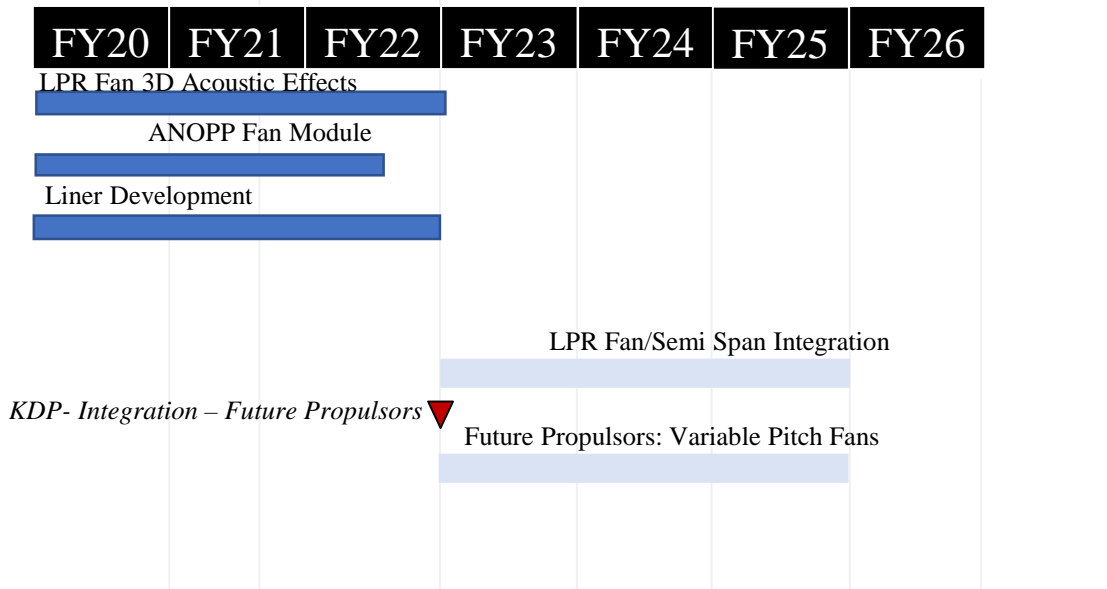 FY20 FY21 FY22 FY23 FY24 FY25 FY26
LPR Fan 3D Acoustic Effects
ANOPP Fan Module
Liner Development
LPR Fan/Semi Span Integration
KDP- Integration – Future Propulsors
Future Propulsors: Variable Pitch Fans